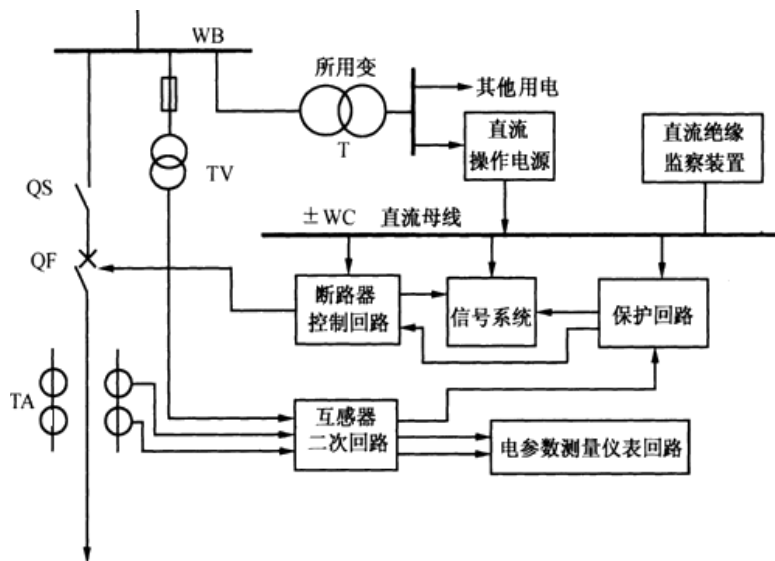 WB
所用变
其他用电
T
直流
操作电源
直流绝缘
监察装置
TV
QS
±WC 直流母线
QF
断路器
控制回路
信号系统
保护回路
TA
互感器
二次回路
电参数测量仪表回路